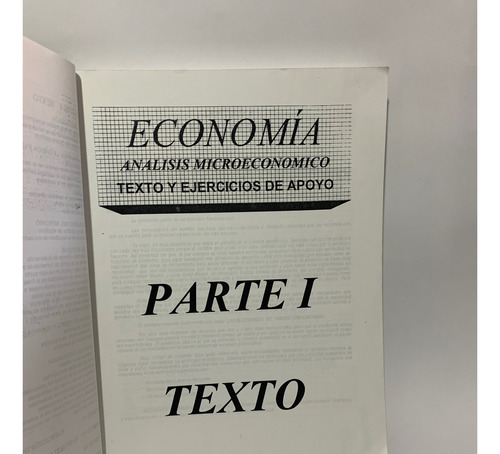 ECONOMÍA
ANALISIS MICROECONOMICO
TEXTO Y EJERCICIOS DE APOYO
PARTE I
TEXTO